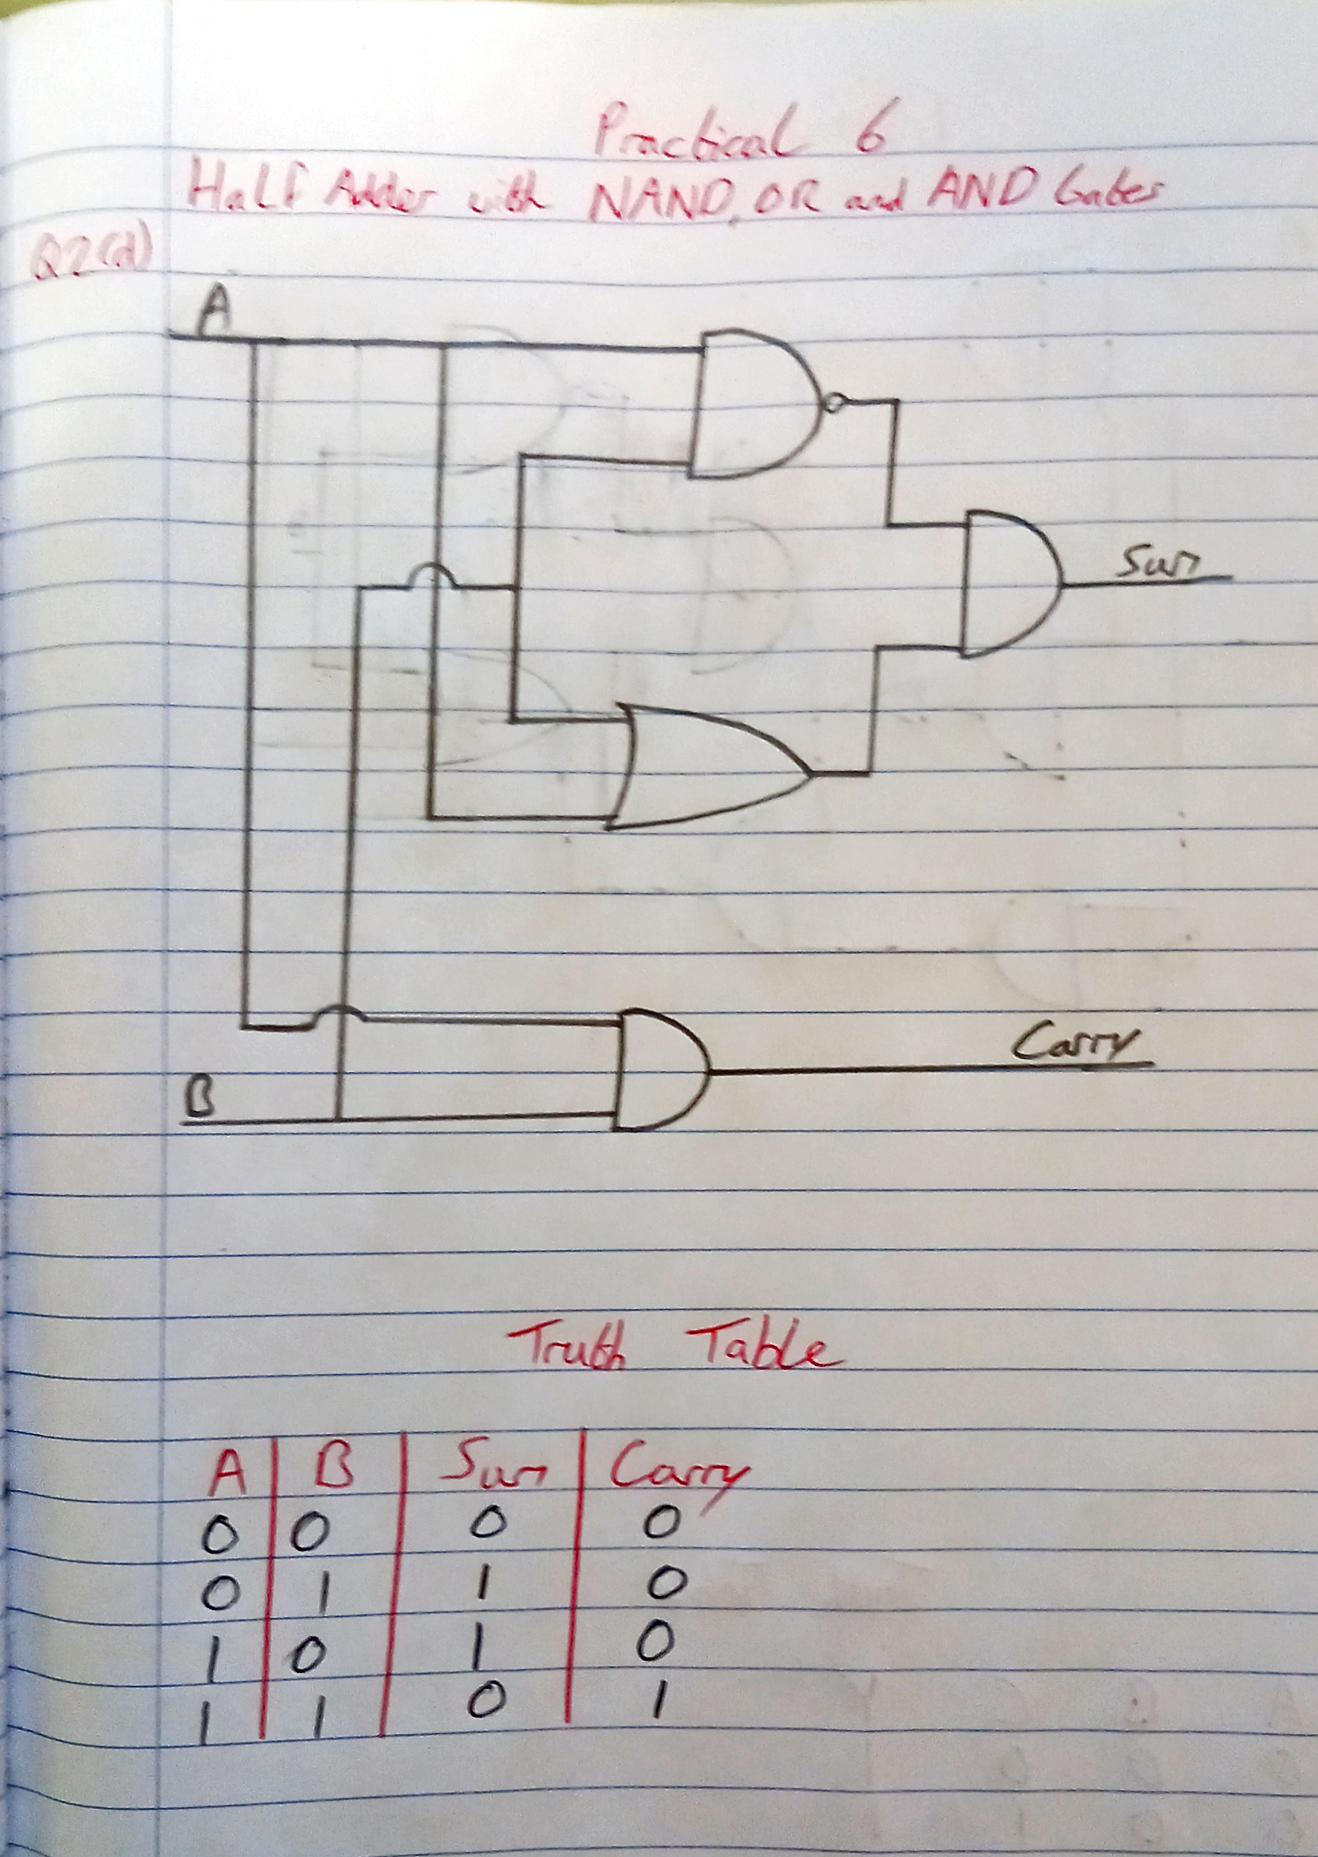 Practical 6
Half Adder with NAND, OR and AND Gates
Q2(d)
A
Sum
Carry
B
Truth Table
A B Sum Carry
0 0 0 0
0 1 1 0
1 0 1 0
1 1 0 1